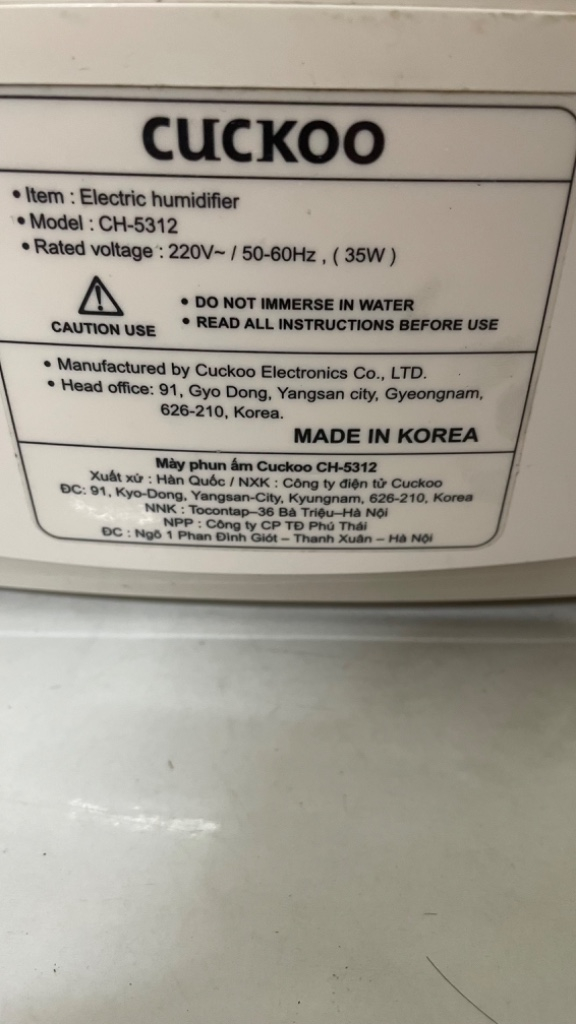 CUCKOO
• Item : Electric humidifier
• Model : CH-5312
• Rated voltage : 220V~ / 50-60Hz , ( 35W )
• DO NOT IMMERSE IN WATER
CAUTION USE • READ ALL INSTRUCTIONS BEFORE USE
• Manufactured by Cuckoo Electronics Co., LTD.
• Head office: 91, Gyo Dong, Yangsan city, Gyeongnam,
626-210, Korea.
MADE IN KOREA
Mày phun ẩm Cuckoo CH-5312
Xuất xứ : Hàn Quốc / NXK : Công ty điện tử Cuckoo
ĐC: 91, Kyo-Dong, Yangsan-City, Kyungnam, 626-210, Korea
NNK : Tocontap–36 Bà Triệu–Hà Nội
NPP : Công ty CP TĐ Phú Thái
ĐC : Ngõ 1 Phan Đình Giót – Thanh Xuân – Hà Nội